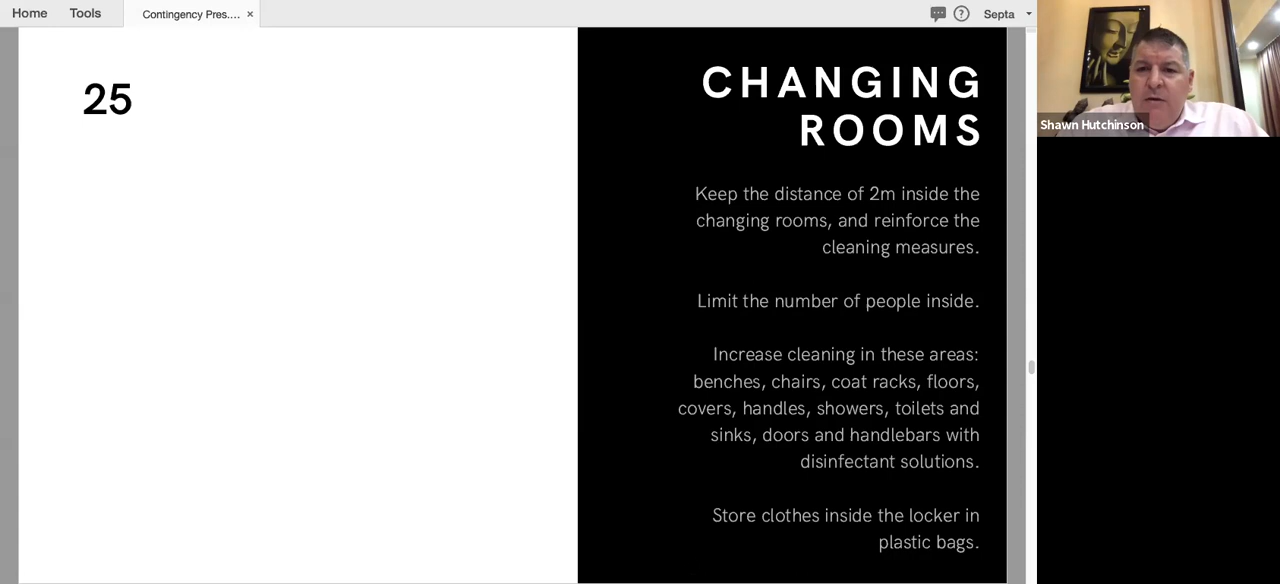 Home Tools Contingency Pres.... × ? Septa
25
CHANGING
ROOMS
Keep the distance of 2m inside the
changing rooms, and reinforce the
cleaning measures.
Limit the number of people inside.
Increase cleaning in these areas:
benches, chairs, coat racks, floors,
covers, handles, showers, toilets and
sinks, doors and handlebars with
disinfectant solutions.
Store clothes inside the locker in
plastic bags.
Shawn Hutchinson